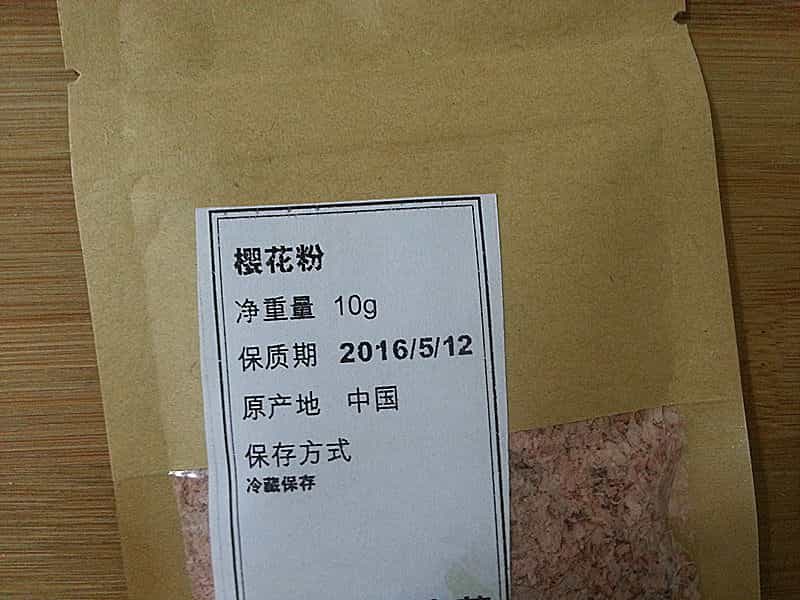 樱花粉
净重量 10g
保质期 2016/5/12
原产地 中国
保存方式
冷藏保存